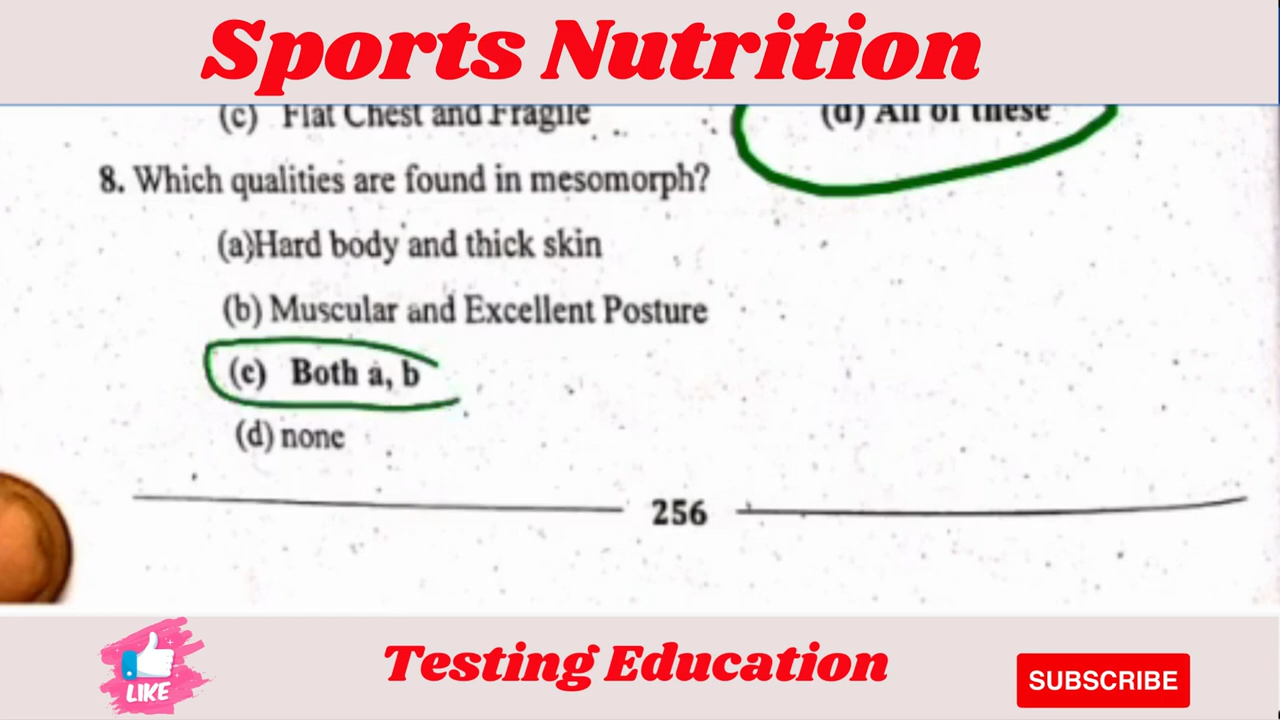 Sports Nutrition
(c) Flat Chest and Fragile (d) All of these
8. Which qualities are found in mesomorph?
(a)Hard body and thick skin
(b) Muscular and Excellent Posture
(c) Both a, b
(d) none
256
LIKE
Testing Education
SUBSCRIBE